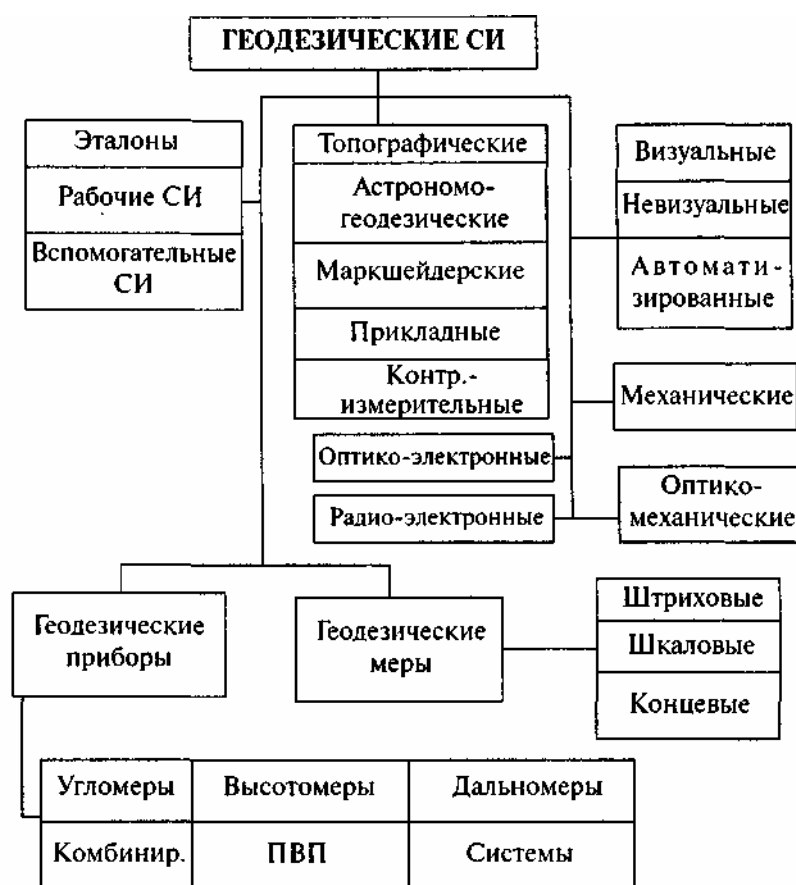 ГЕОДЕЗИЧЕСКИЕ СИ
Эталоны
Рабочие СИ
Вспомогательные
СИ
Топографические
Астрономо-
геодезические
Маркшейдерские
Прикладные
Контр.-
измерительные
Визуальные
Невизуальные
Автомати-
зированные
Механические
Оптико-электронные
Радио-электронные
Оптико-
механические
Геодезические
приборы
Геодезические
меры
Штриховые
Шкаловые
Концевые
Угломеры
Высотомеры
Дальномеры
Комбинир.
ПВП
Системы